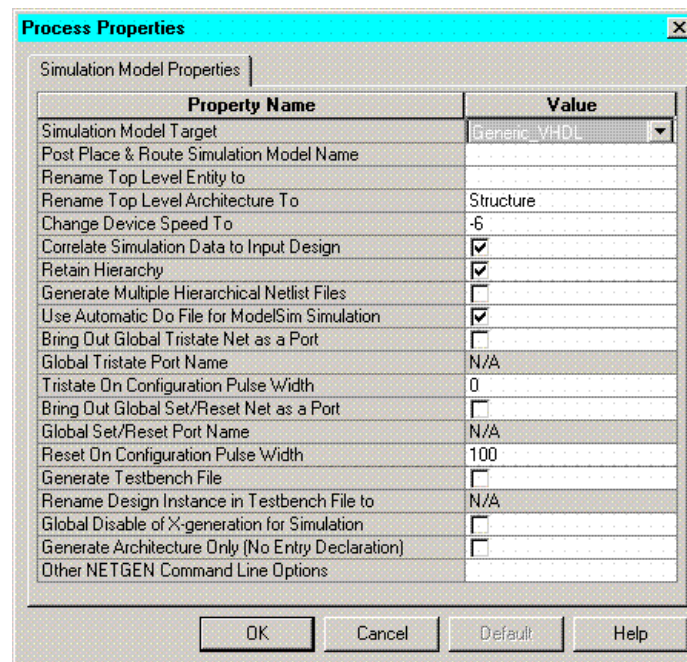 Process Properties
Simulation Model Properties
Property Name Value
Simulation Model Target Generic_VHDL
Post Place & Route Simulation Model Name
Rename Top Level Entity to
Rename Top Level Architecture To Structure
Change Device Speed To -6
Correlate Simulation Data to Input Design
Retain Hierarchy
Generate Multiple Hierarchical Netlist Files
Use Automatic Do File for ModelSim Simulation
Bring Out Global Tristate Net as a Port
Global Tristate Port Name N/A
Tristate On Configuration Pulse Width 0
Bring Out Global Set/Reset Net as a Port
Global Set/Reset Port Name N/A
Reset On Configuration Pulse Width 100
Generate Testbench File
Rename Design Instance in Testbench File to N/A
Global Disable of X-generation for Simulation
Generate Architecture Only (No Entry Declaration)
Other NETGEN Command Line Options
OK Cancel Default Help